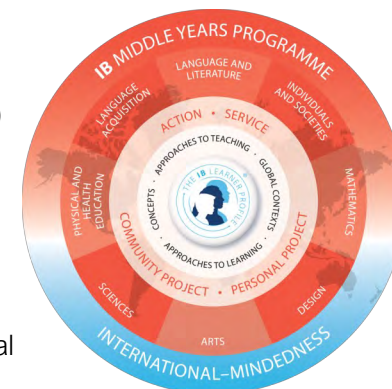 IB MIDDLE YEARS PROGRAMME
LANGUAGE AND
LITERATURE
LANGUAGE
ACQUISITION
INDIVIDUALS
AND SOCIETIES
PHYSICAL AND
HEALTH
EDUCATION
MATHEMATICS
SCIENCES
ARTS
DESIGN
ACTION • SERVICE
COMMUNITY PROJECT • PERSONAL PROJECT
APPROACHES TO TEACHING •
GLOBAL CONTEXTS •
APPROACHES TO LEARNING •
CONCEPTS •
THE IB LEARNER PROFILE
INTERNATIONAL–MINDEDNESS
al